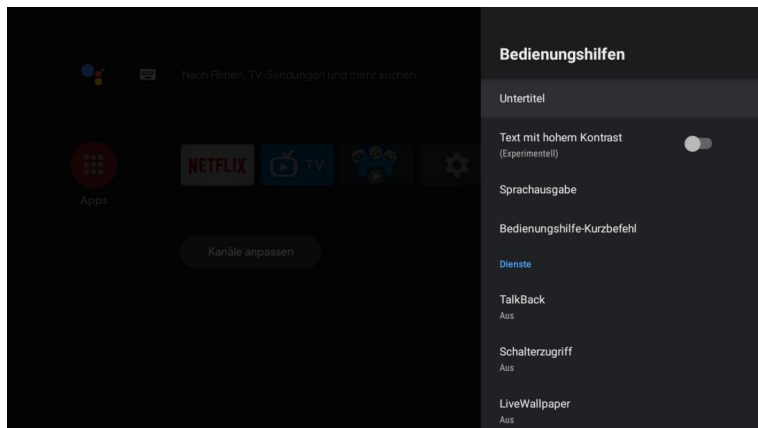 Nach Filmen, TV-Sendungen und mehr suchen
NETFLIX
TV
Apps
Kanäle anpassen
Bedienungshilfen
Untertitel
Text mit hohem Kontrast
(Experimentell)
Sprachausgabe
Bedienungshilfe-Kurzbefehl
Dienste
TalkBack
Aus
Schalterzugriff
Aus
LiveWallpaper
Aus